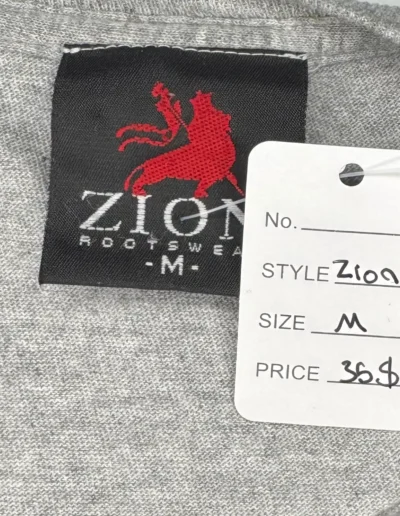 ZION
ROOTSWEA
-M-
No.
STYLE Zion
SIZE M
PRICE 35.$